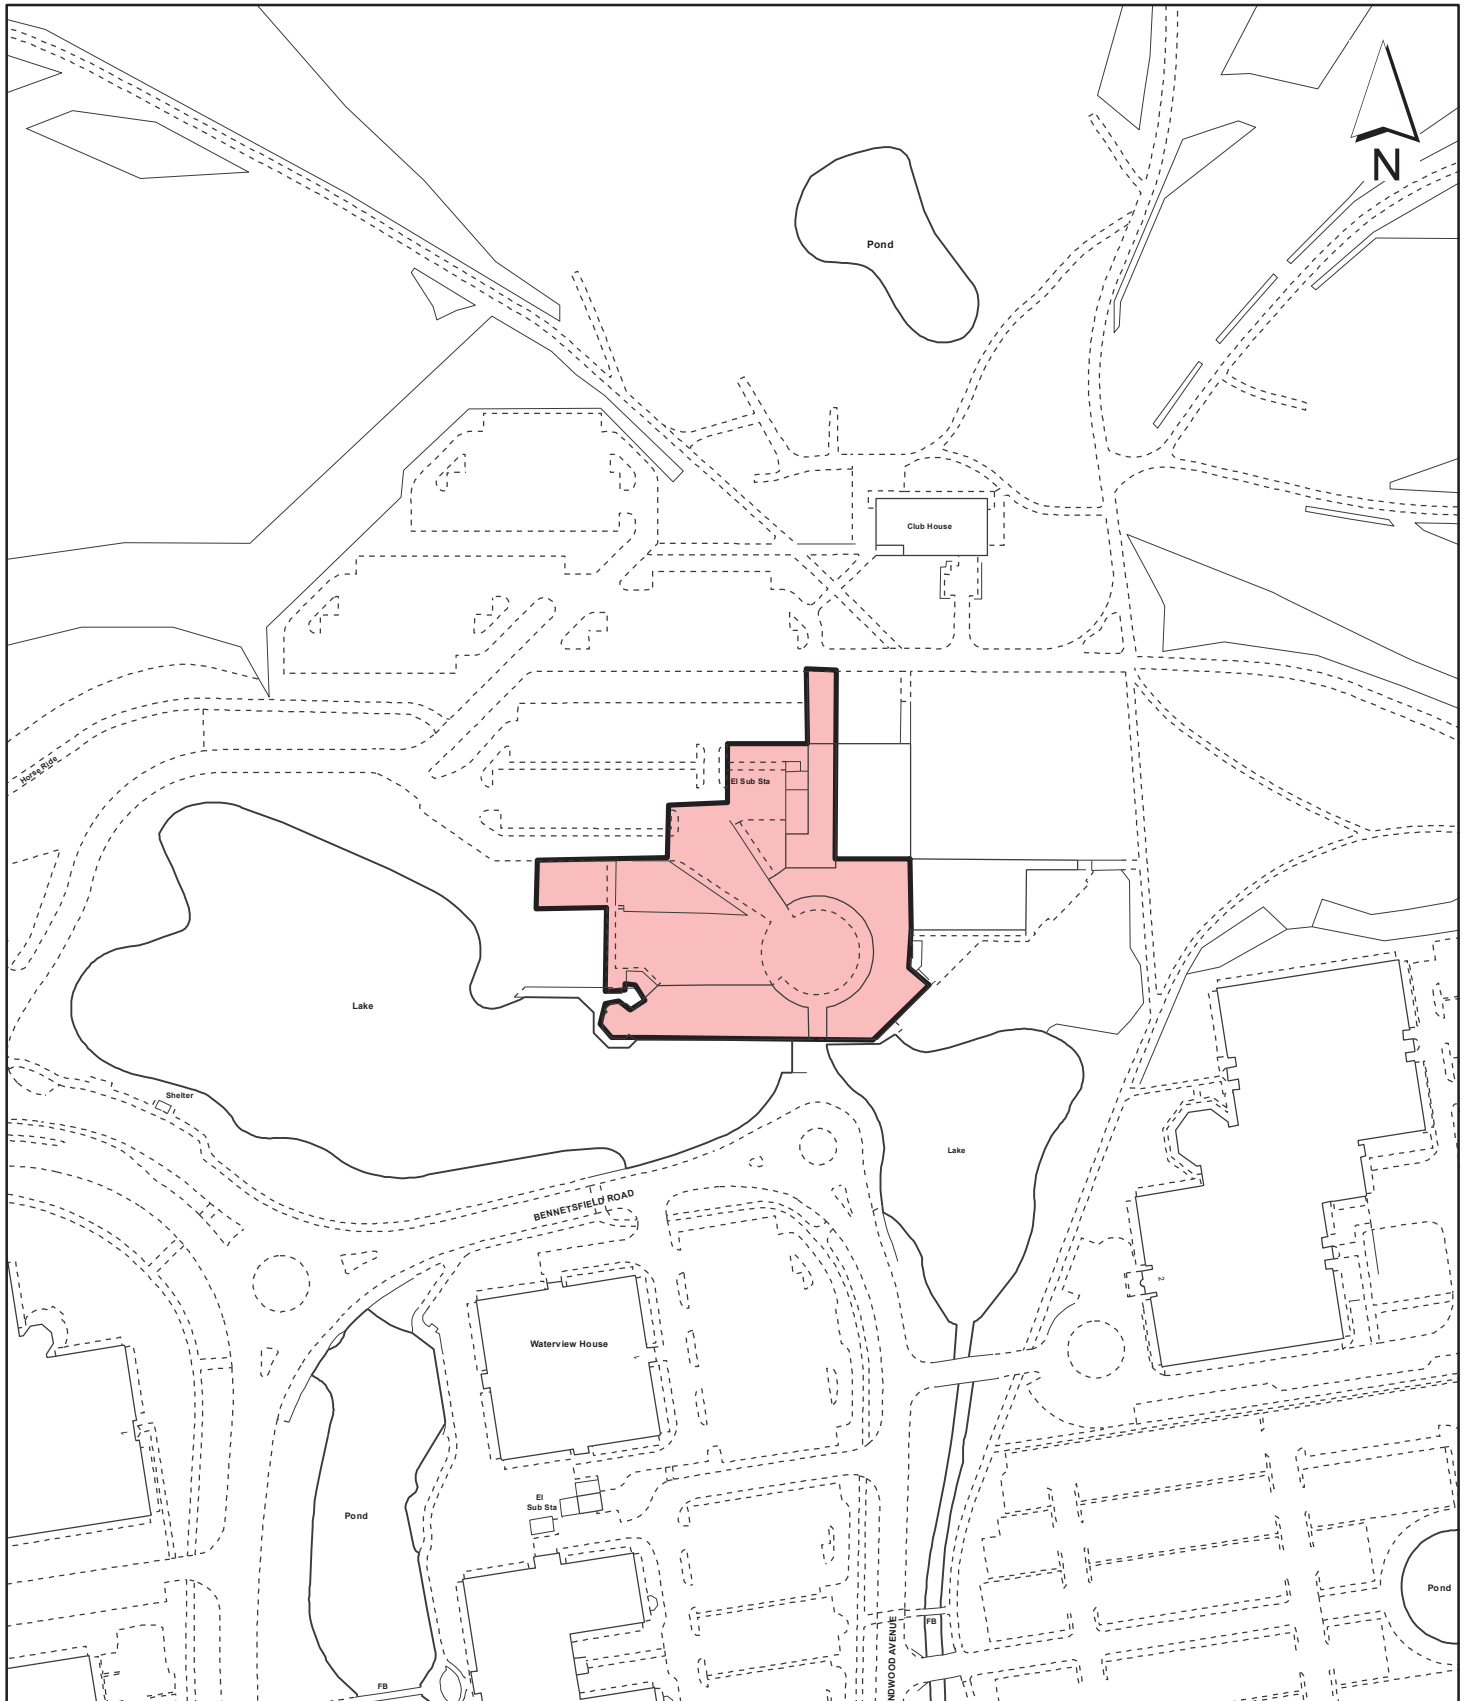 N
Pond
Club House
Horse Ride
El Sub Sta
Lake
Shelter
Lake
BENNETSFIELD ROAD
2
Waterview House
El
Sub Sta
Pond
Pond
FB
NDWOOD AVENUE
FB